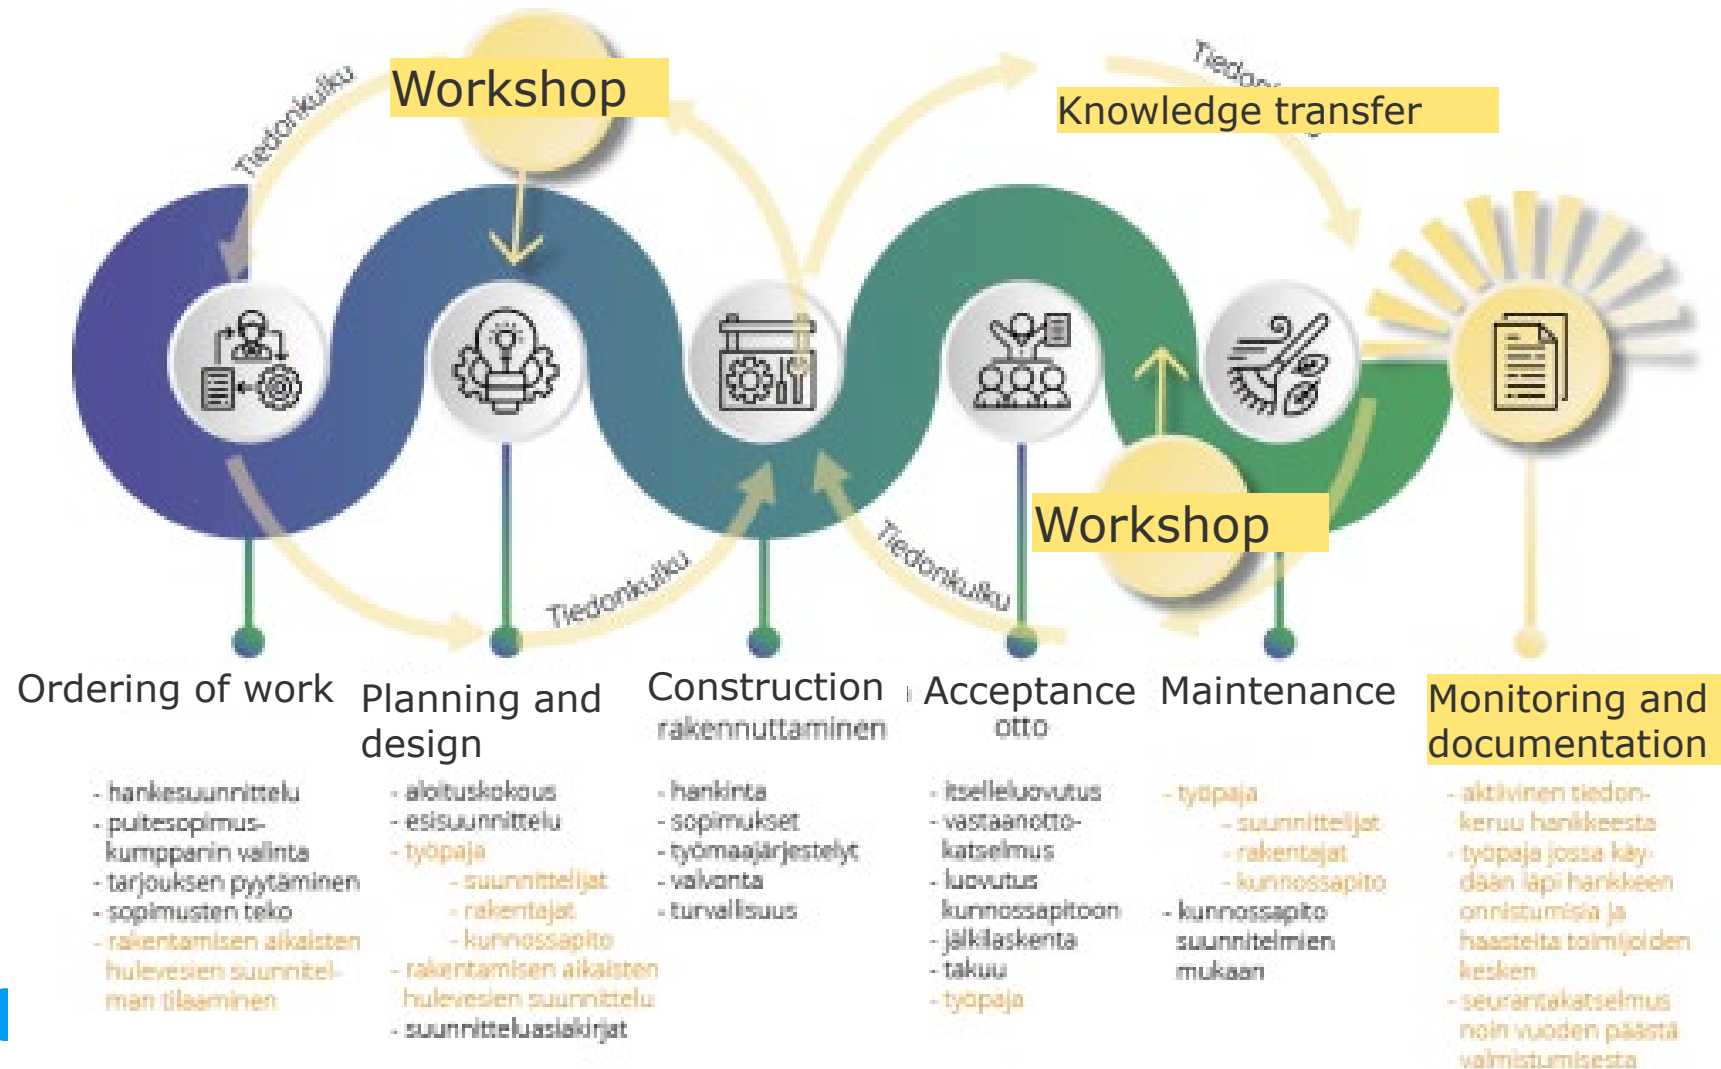 Tiedonkulku
Workshop
Knowledge transfer
Workshop
Tiedonkulku
Tiedonkulku
Ordering of work
- hankesuunnittelu
- puitesopimus-
kumppanin valinta
- tarjouksen pyytäminen
- sopimusten teko
- rakentamisen aikaisten
hulevesien suunnitel-
man tilaaminen
Planning and
design
- aloituskokous
- esisuunnittelu
- työpaja
- suunnittelijat
- rakentajat
- kunnossapito
- rakentamisen aikaisten
hulevesien suunnittelu
- suunnitteluasiakirjat
Construction
rakennuttaminen
- hankinta
- sopimukset
- työmaajärjestelyt
- valvonta
- turvallisuus
Acceptance
otto
- itselleluovutus
- vastaanotto-
katselmus
- luovutus
kunnossapitoon
- jälkilaskenta
- takuu
- työpaja
Maintenance
- työpaja
- suunnittelijat
- rakentajat
- kunnossapito
- kunnossapito
suunnitelmien
mukaan
Monitoring and
documentation
- aktiivinen tiedon-
keruu hankkeesta
- työpaja jossa käy-
dään läpi hankkeen
onnistumisia ja
haasteita toimijoiden
kesken
- seurantakatselmus
noin vuoden päästä
valmistumisesta